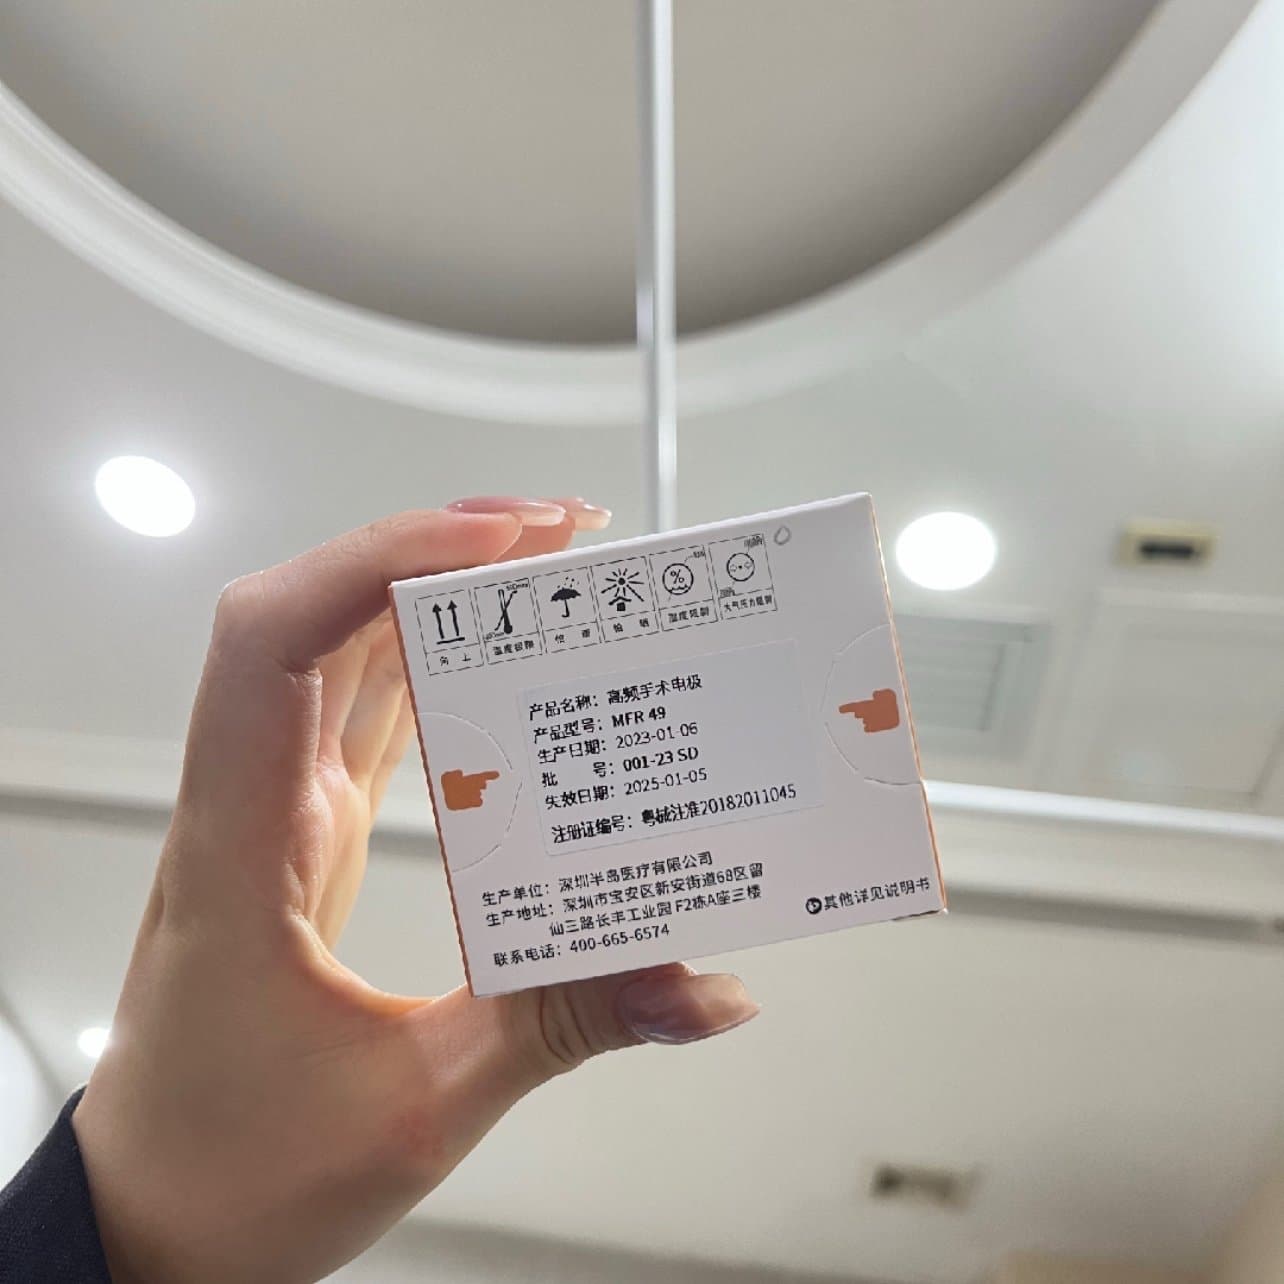 向 上
温度极限
怕 雨
怕 晒
湿度限制
大气压力限制
产品名称：高频手术电极
产品型号：MFR 49
生产日期：2023-01-06
批 号：001-23 SD
失效日期：2025-01-05
注册证编号：粤械注准20182011045
生产单位：深圳半岛医疗有限公司
生产地址：深圳市宝安区新安街道68区留
仙三路长丰工业园 F2栋A座三楼
联系电话：400-665-6574
其他详见说明书